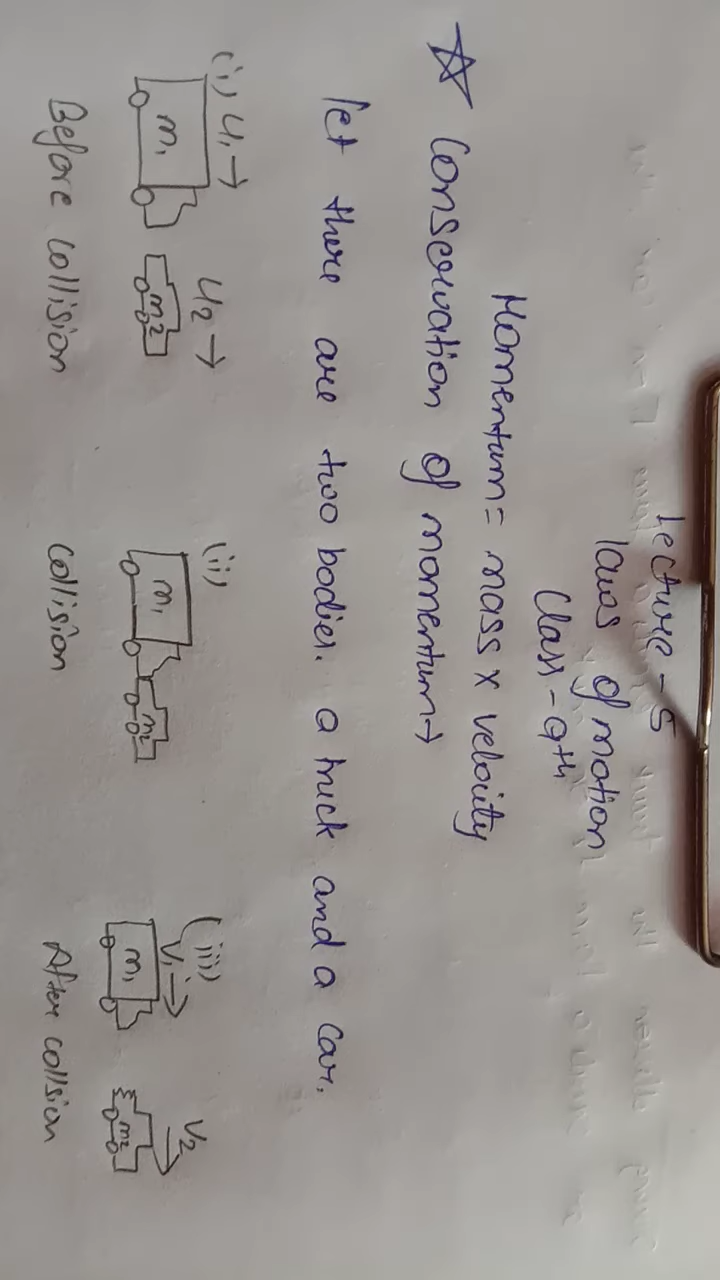 Lecture - 5
laws of motion
Class - 9th
Momentum = mass x velocity
☆ Conservation of momentum →
let there are two bodies. a truck and a car.
(i) U1 → U2 →
m1 m2
Before collision
(ii)
m1 m2
Collision
(iii)
V1 → V2 →
m1 m2
After collsion